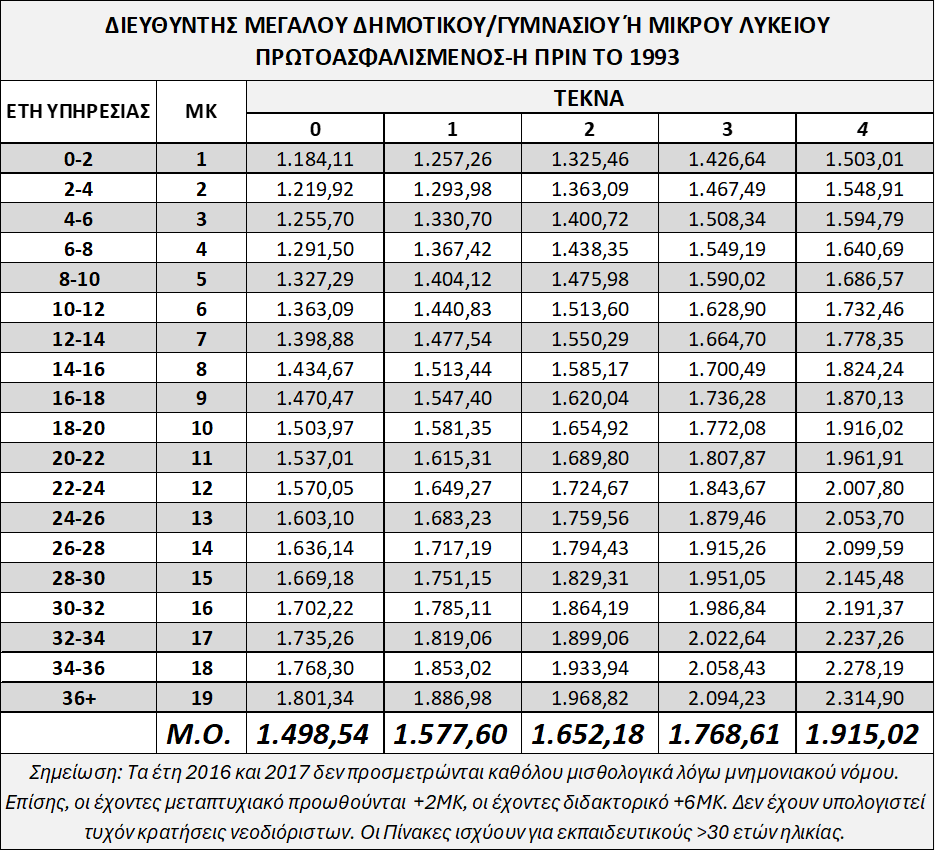 ΔΙΕΥΘΥΝΤΗΣ ΜΕΓΑΛΟΥ ΔΗΜΟΤΙΚΟΥ/ΓΥΜΝΑΣΙΟΥ Ή ΜΙΚΡΟΥ ΛΥΚΕΙΟΥ
ΠΡΩΤΟΑΣΦΑΛΙΣΜΕΝΟΣ-Η ΠΡΙΝ ΤΟ 1993
ΕΤΗ ΥΠΗΡΕΣΙΑΣ ΜΚ ΤΕΚΝΑ
0 1 2 3 4
0-2 1 1.184,11 1.257,26 1.325,46 1.426,64 1.503,01
2-4 2 1.219,92 1.293,98 1.363,09 1.467,49 1.548,91
4-6 3 1.255,70 1.330,70 1.400,72 1.508,34 1.594,79
6-8 4 1.291,50 1.367,42 1.438,35 1.549,19 1.640,69
8-10 5 1.327,29 1.404,12 1.475,98 1.590,02 1.686,57
10-12 6 1.363,09 1.440,83 1.513,60 1.628,90 1.732,46
12-14 7 1.398,88 1.477,54 1.550,29 1.664,70 1.778,35
14-16 8 1.434,67 1.513,44 1.585,17 1.700,49 1.824,24
16-18 9 1.470,47 1.547,40 1.620,04 1.736,28 1.870,13
18-20 10 1.503,97 1.581,35 1.654,92 1.772,08 1.916,02
20-22 11 1.537,01 1.615,31 1.689,80 1.807,87 1.961,91
22-24 12 1.570,05 1.649,27 1.724,67 1.843,67 2.007,80
24-26 13 1.603,10 1.683,23 1.759,56 1.879,46 2.053,70
26-28 14 1.636,14 1.717,19 1.794,43 1.915,26 2.099,59
28-30 15 1.669,18 1.751,15 1.829,31 1.951,05 2.145,48
30-32 16 1.702,22 1.785,11 1.864,19 1.986,84 2.191,37
32-34 17 1.735,26 1.819,06 1.899,06 2.022,64 2.237,26
34-36 18 1.768,30 1.853,02 1.933,94 2.058,43 2.278,19
36+ 19 1.801,34 1.886,98 1.968,82 2.094,23 2.314,90
Μ.Ο. 1.498,54 1.577,60 1.652,18 1.768,61 1.915,02
Σημείωση: Τα έτη 2016 και 2017 δεν προσμετρώνται καθόλου μισθολογικά λόγω μνημονιακού νόμου.
Επίσης, οι έχοντες μεταπτυχιακό προωθούνται +2ΜΚ, οι έχοντες διδακτορικό +6ΜΚ. Δεν έχουν υπολογιστεί
τυχόν κρατήσεις νεοδιόριστων. Οι Πίνακες ισχύουν για εκπαιδευτικούς >30 ετών ηλικίας.